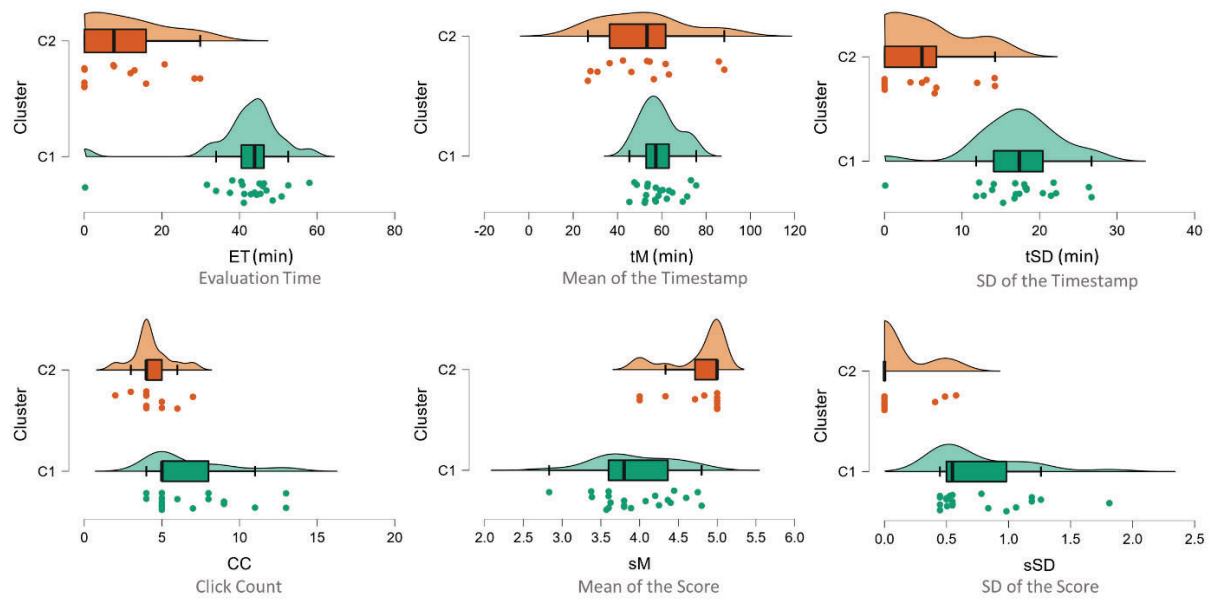 Cluster
C2
C1
0
20
40
60
80
ET (min)
Evaluation Time
Cluster
C2
C1
-20
0
20
40
60
80
100
120
tM (min)
Mean of the Timestamp
Cluster
C2
C1
0
10
20
30
40
tSD (min)
SD of the Timestamp
Cluster
C2
C1
0
5
10
15
20
CC
Click Count
Cluster
C2
C1
2.0
2.5
3.0
3.5
4.0
4.5
5.0
5.5
6.0
sM
Mean of the Score
Cluster
C2
C1
0.0
0.5
1.0
1.5
2.0
2.5
sSD
SD of the Score